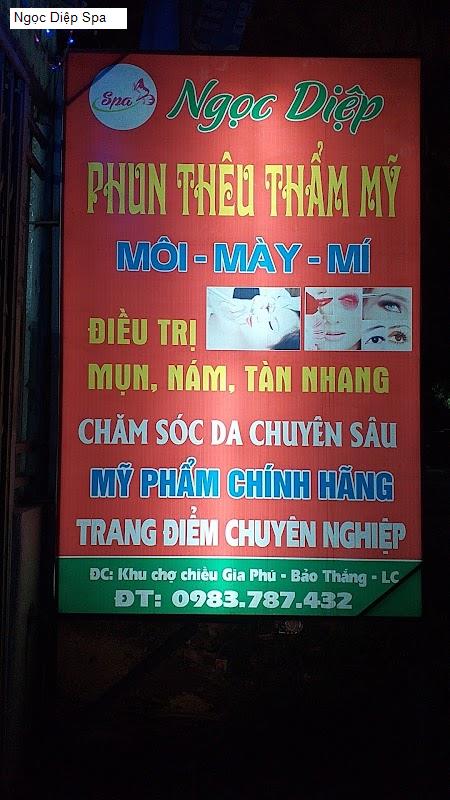 Ngọc Diệp Spa
Spa Ngọc Diệp
PHUN THÊU THẨM MỸ
MÔI - MÀY - MÍ
ĐIỀU TRỊ
MỤN, NÁM, TÀN NHANG
CHĂM SÓC DA CHUYÊN SÂU
MỸ PHẨM CHÍNH HÃNG
TRANG ĐIỂM CHUYÊN NGHIỆP
ĐC: Khu chợ chiều Gia Phú - Bảo Thắng - LC
ĐT: 0983.787.432